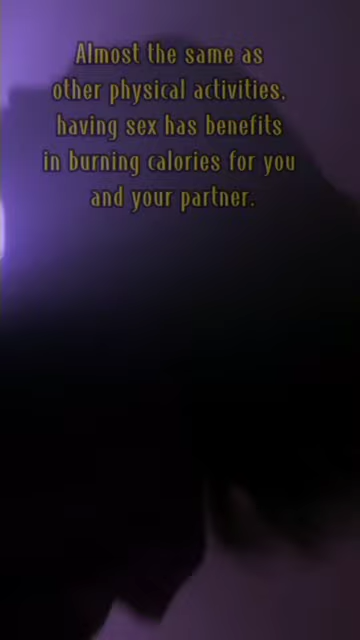 Almost the same as
other physical activities,
having sex has benefits
in burning calories for you
and your partner.